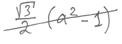 √3/2 (a² - 1)